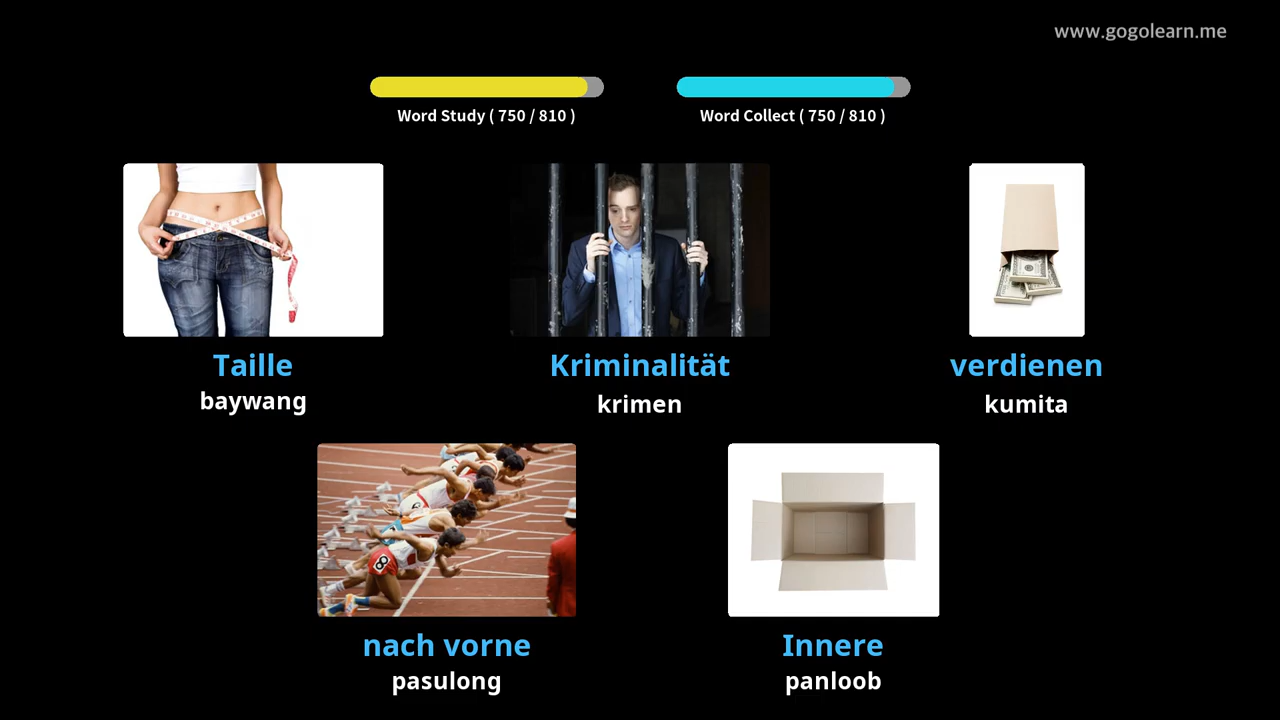 www.gogolearn.me
Word Study ( 750 / 810 )
Word Collect ( 750 / 810 )
Taille
baywang
Kriminalität
krimen
verdienen
kumita
nach vorne
pasulong
Innere
panloob